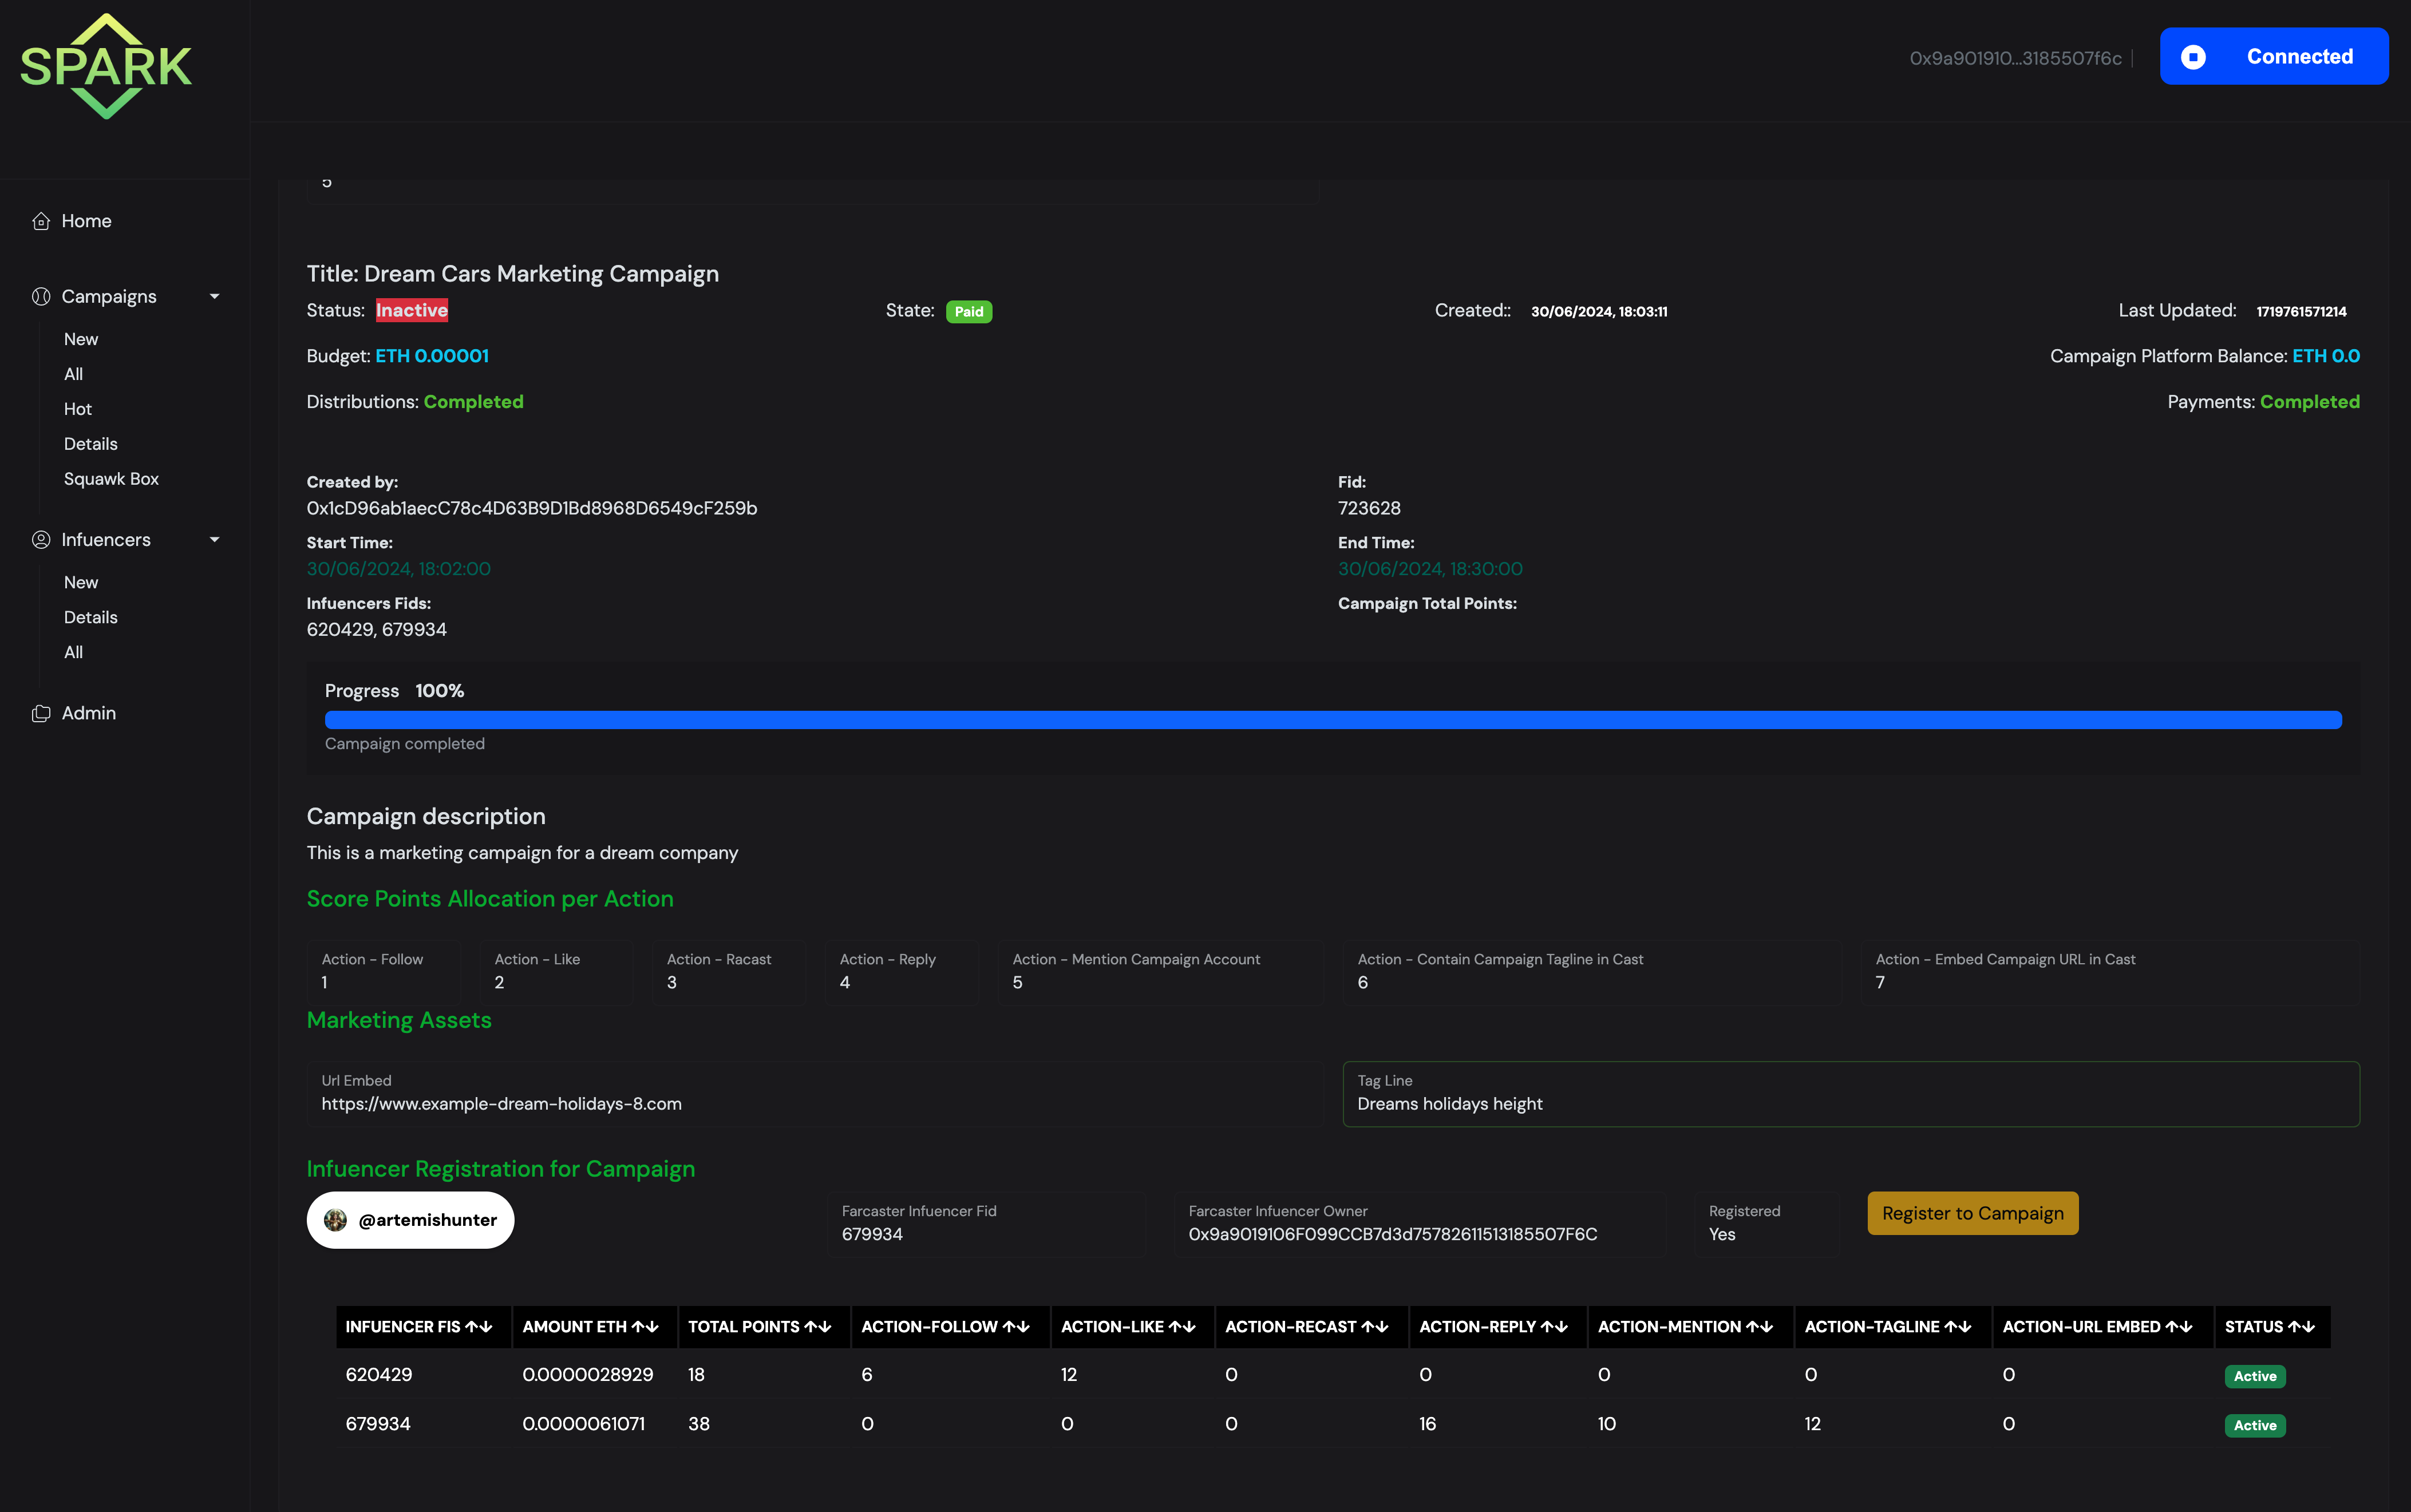 SPARK
0x9a901910...3185507f6c
Connected
Home
Campaigns
New
All
Hot
Details
Squawk Box
Infuencers
New
Details
All
Admin
5
Title: Dream Cars Marketing Campaign
Status: Inactive State: Paid Created:: 30/06/2024, 18:03:11 Last Updated: 1719761571214
Budget: ETH 0.00001 Campaign Platform Balance: ETH 0.0
Distributions: Completed Payments: Completed
Created by: Fid:
0x1cD96ab1aecC78c4D63B9D1Bd8968D6549cF259b 723628
Start Time: End Time:
30/06/2024, 18:02:00 30/06/2024, 18:30:00
Infuencers Fids: Campaign Total Points:
620429, 679934
Progress 100%
Campaign completed
Campaign description
This is a marketing campaign for a dream company
Score Points Allocation per Action
Action - Follow Action - Like Action - Racast Action - Reply Action - Mention Campaign Account Action - Contain Campaign Tagline in Cast Action - Embed Campaign URL in Cast
1 2 3 4 5 6 7
Marketing Assets
Url Embed Tag Line
https://www.example-dream-holidays-8.com Dreams holidays height
Infuencer Registration for Campaign
@artemishunter
Farcaster Infuencer Fid Farcaster Infuencer Owner Registered
679934 0x9a9019106F099CCB7d3d75782611513185507F6C Yes
Register to Campaign
INFUENCER FIS ↑↓ AMOUNT ETH ↑↓ TOTAL POINTS ↑↓ ACTION-FOLLOW ↑↓ ACTION-LIKE ↑↓ ACTION-RECAST ↑↓ ACTION-REPLY ↑↓ ACTION-MENTION ↑↓ ACTION-TAGLINE ↑↓ ACTION-URL EMBED ↑↓ STATUS ↑↓
620429 0.0000028929 18 6 12 0 0 0 0 0 Active
679934 0.0000061071 38 0 0 0 16 10 12 0 Active